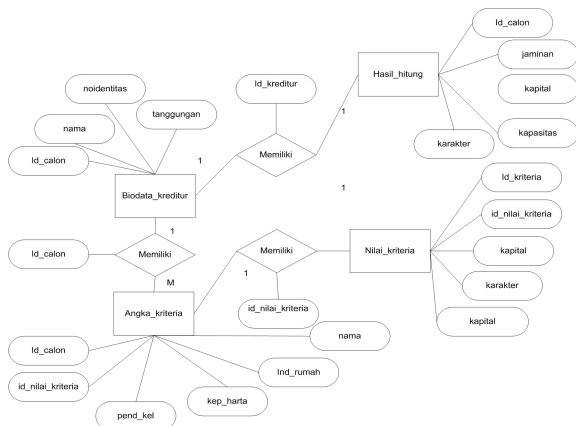 Id_calon
noidentitas
jaminan
Hasil_hitung
Id_kreditur
kapital
tanggungan
nama
1
kapasitas
karakter
Id_calon
1
Memiliki
Id_kriteria
Biodata_kreditur
1
id_nilai_kriteria
1
Id_calon
Memiliki
Memiliki
Nilai_kriteria
kapital
1
M
karakter
Angka_kriteria
id_nilai_kriteria
kapital
nama
Id_calon
Ind_rumah
id_nilai_kriteria
kep_harta
pend_kel